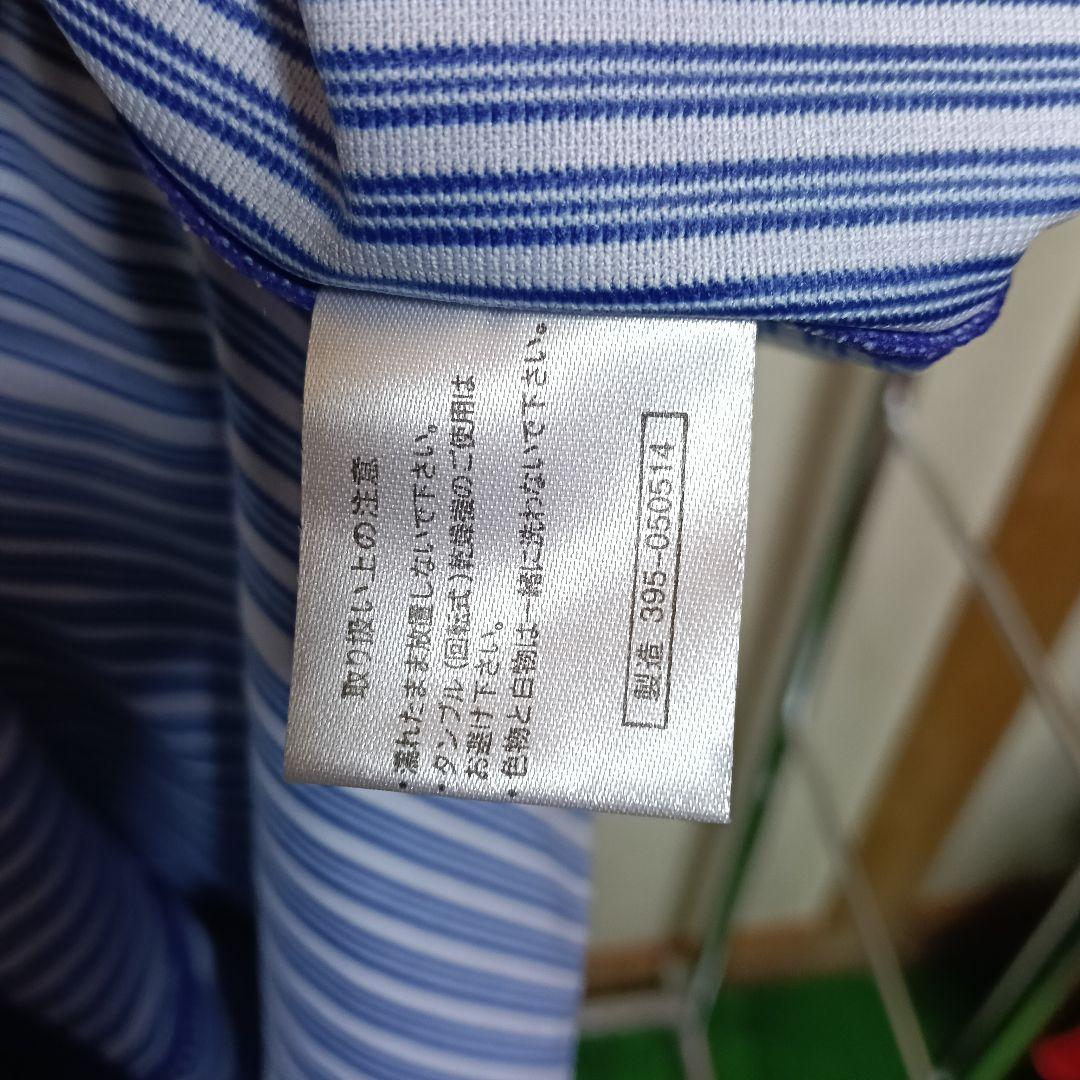 取り扱い上の注意
・濡れたまま放置しないで下さい。
・タンブル(回転式)乾燥機のご使用は
お避け下さい。
・色物と白物は一緒に洗わないで下さい。
製造 395-050514